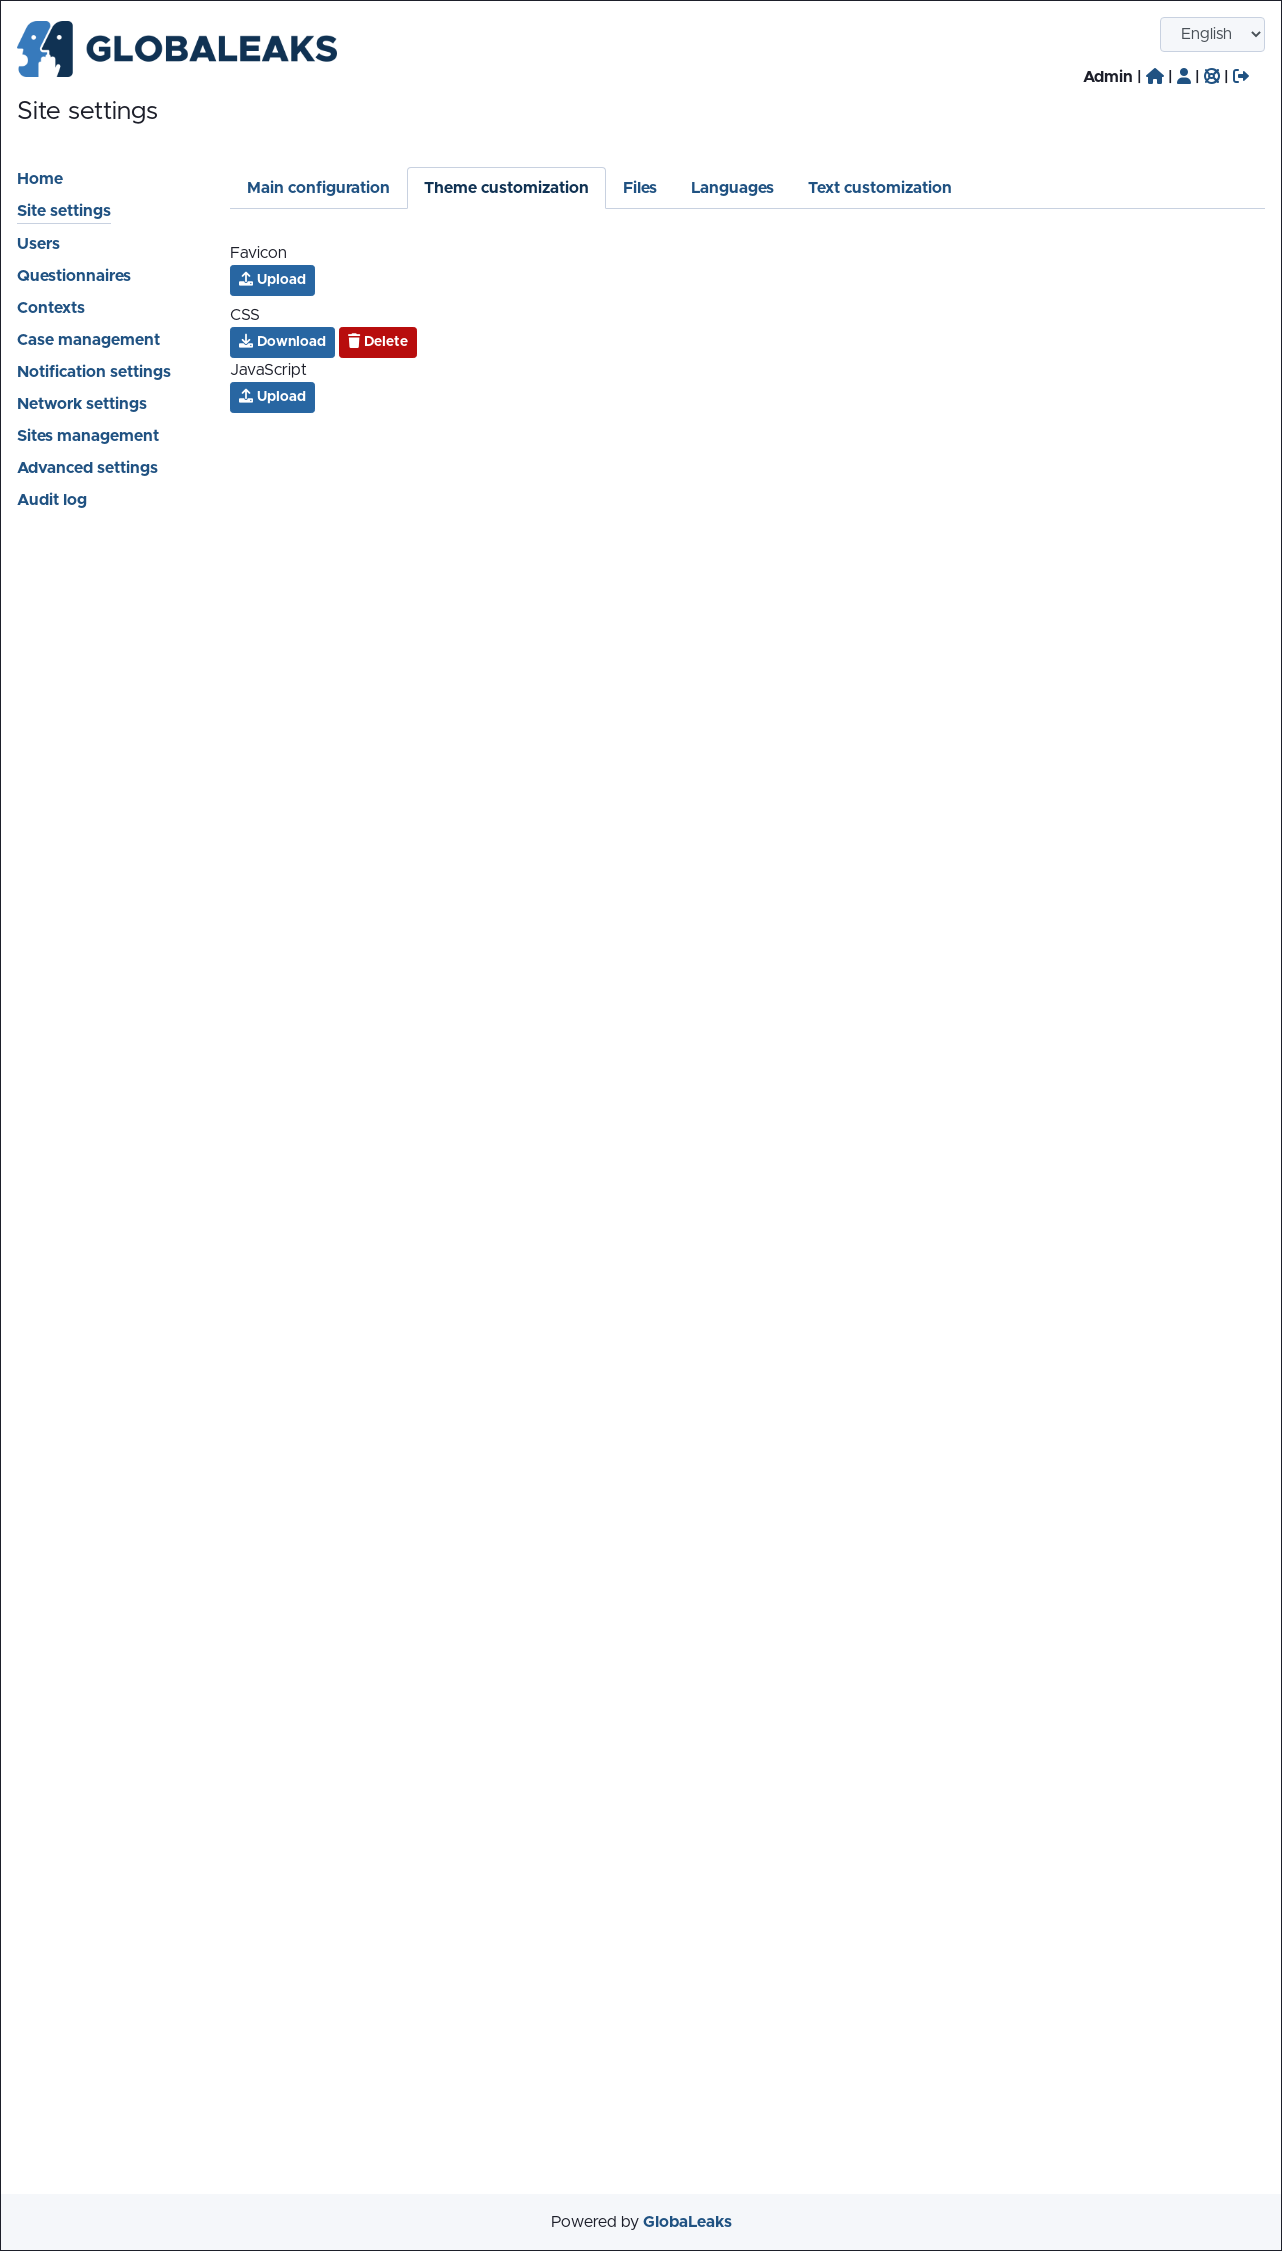 GLOBALEAKS
English
Admin | | | |
Site settings
Home
Site settings
Users
Questionnaires
Contexts
Case management
Notification settings
Network settings
Sites management
Advanced settings
Audit log
Main configuration Theme customization Files Languages Text customization
Favicon
Upload
CSS
Download Delete
JavaScript
Upload
Powered by GlobaLeaks